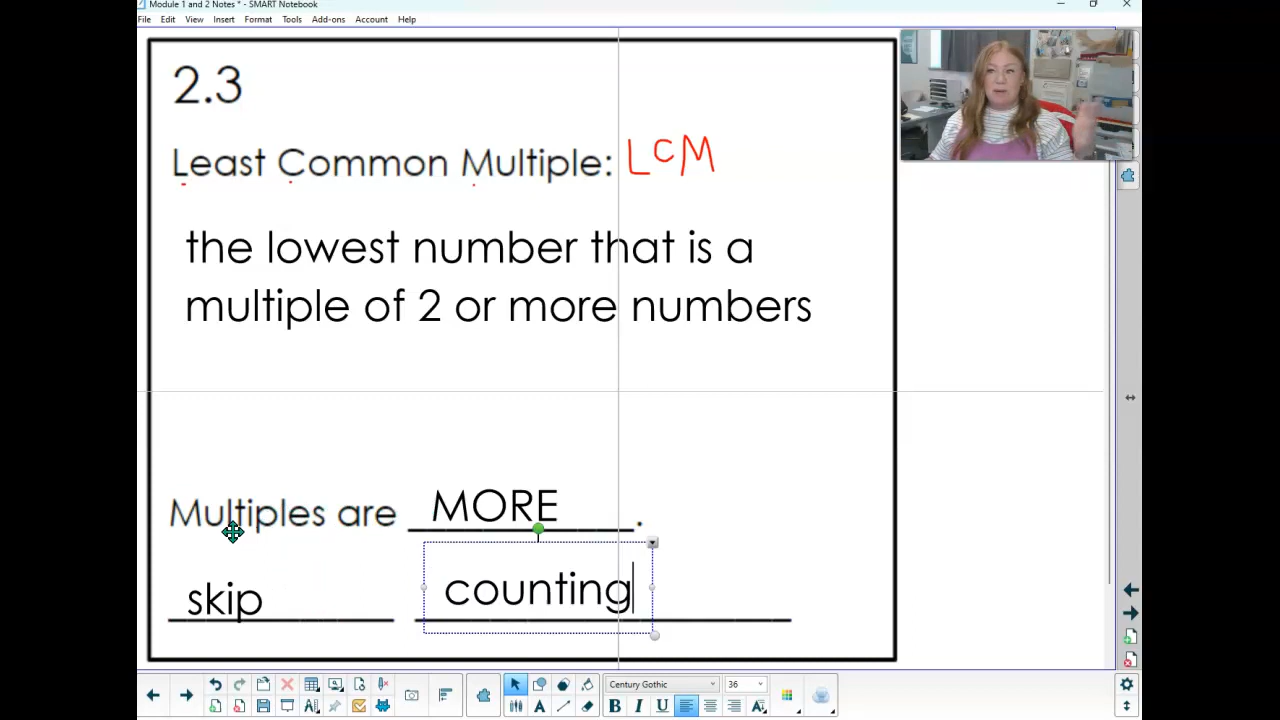 Module 1 and 2 Notes * - SMART Notebook
File Edit View Insert Format Tools Add-ons Account Help
2.3
Least Common Multiple: LCM
the lowest number that is a
multiple of 2 or more numbers
Multiples are MORE.
skip counting
Century Gothic 36
B I U